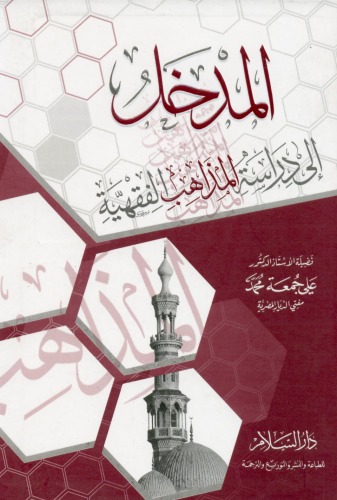 المدخل
إلى دراسة المذاهب الفقهية
فضيلة الأستاذ الدكتور
علي جمعة محمد
مفتي الديار المصرية
دار السلام
للطباعة والنشر والتوزيع والترجمة
المذاهب